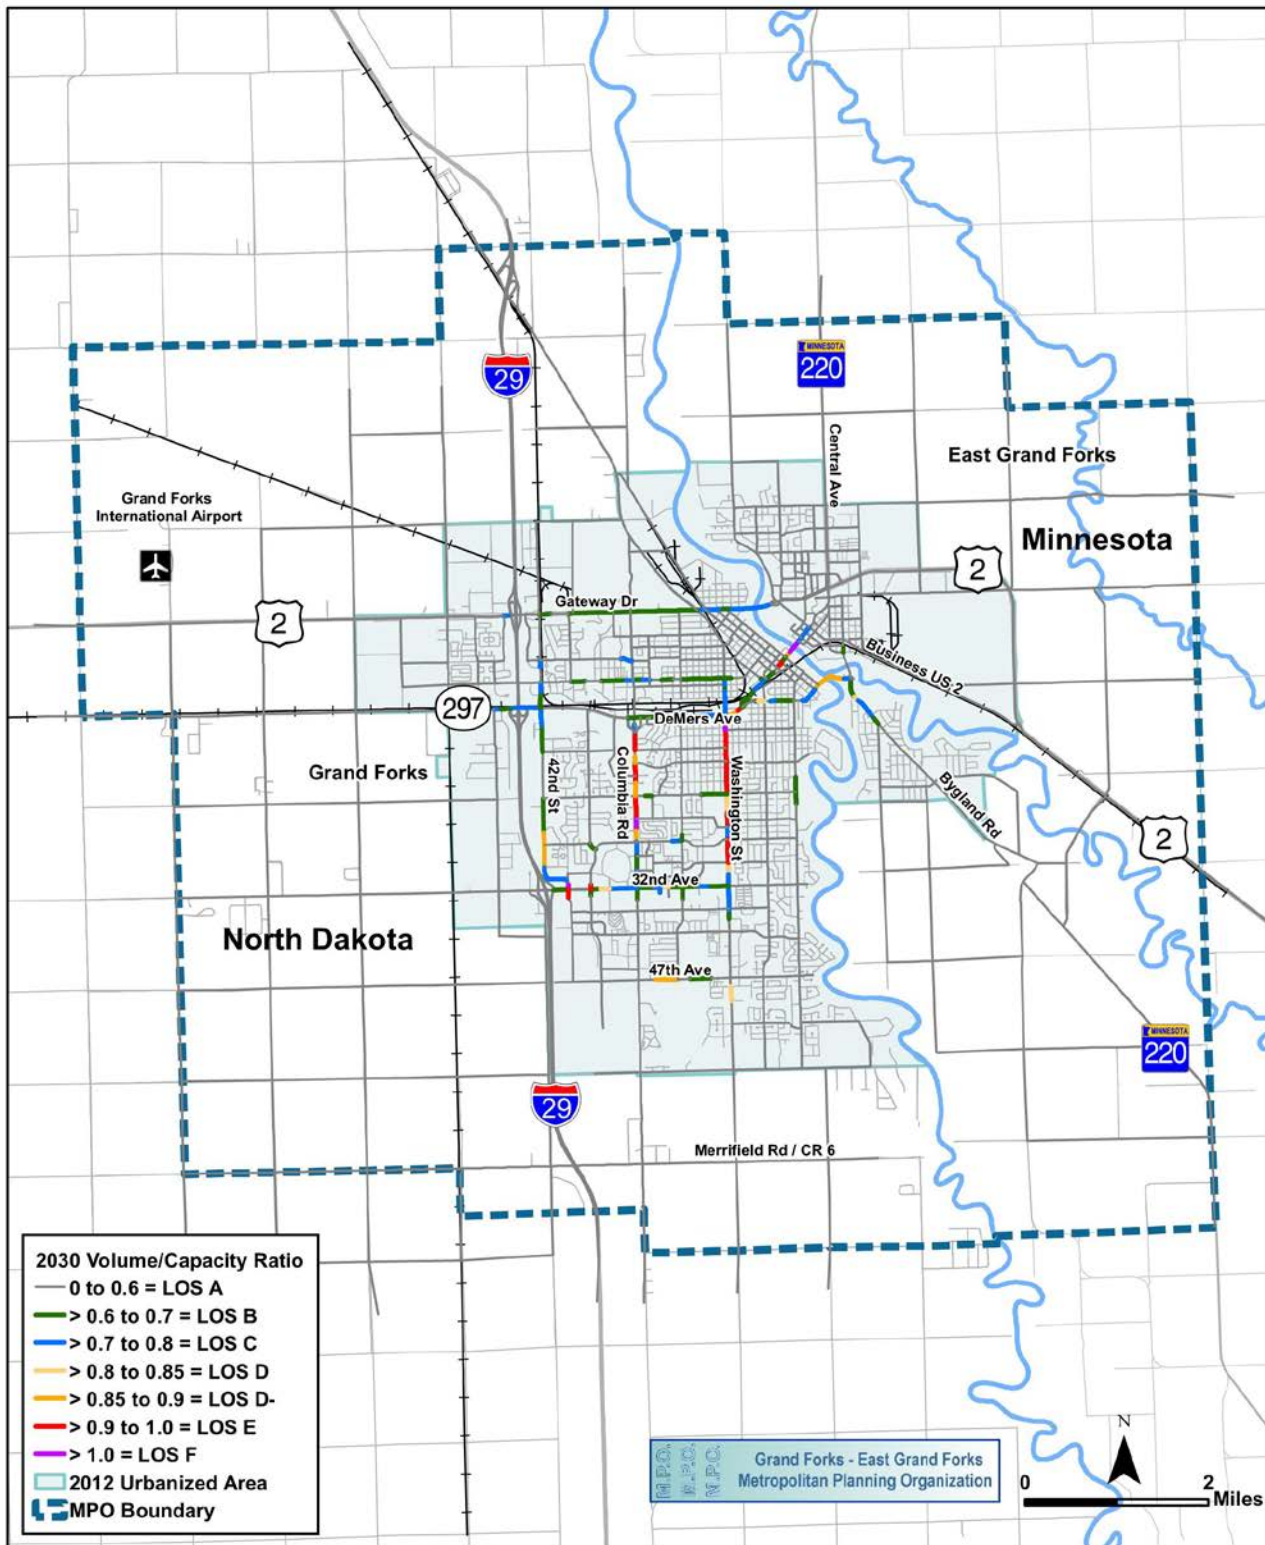 29
MINNESOTA
220
Central Ave
East Grand Forks
Grand Forks
International Airport
Minnesota
2
2
Gateway Dr
Business US 2
297
DeMers Ave
Grand Forks
42nd St
Columbia Rd
Washington St
Bygland Rd
2
32nd Ave
North Dakota
47th Ave
MINNESOTA
220
29
Merrifield Rd / CR 6
2030 Volume/Capacity Ratio
0 to 0.6 = LOS A
> 0.6 to 0.7 = LOS B
> 0.7 to 0.8 = LOS C
> 0.8 to 0.85 = LOS D
> 0.85 to 0.9 = LOS D-
> 0.9 to 1.0 = LOS E
> 1.0 = LOS F
2012 Urbanized Area
MPO Boundary
M.P.O.
M.P.O.
M.P.O.
Grand Forks - East Grand Forks
Metropolitan Planning Organization
N
0 2
Miles